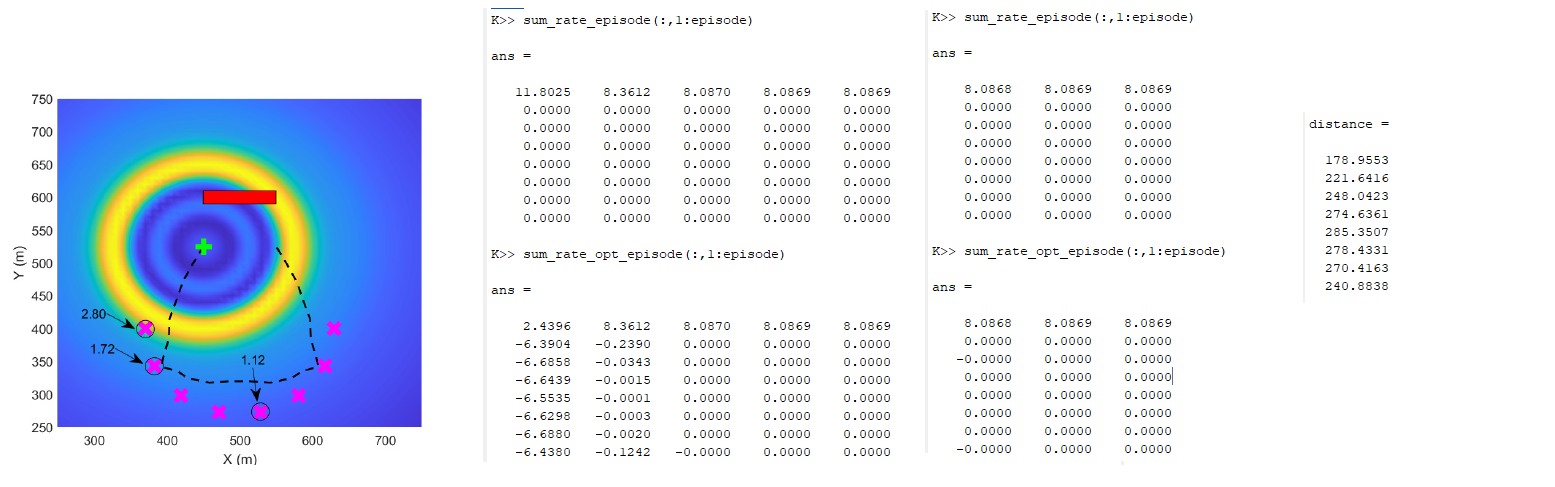 750
700
650
600
550
500
450
400
350
300
250
Y (m)
2.80
1.72
1.12
300 400 500 600 700
X (m)
K>> sum_rate_episode(:,1:episode)
ans =
11.8025 8.3612 8.0870 8.0869 8.0869
0.0000 0.0000 0.0000 0.0000 0.0000
0.0000 0.0000 0.0000 0.0000 0.0000
0.0000 0.0000 0.0000 0.0000 0.0000
0.0000 0.0000 0.0000 0.0000 0.0000
0.0000 0.0000 0.0000 0.0000 0.0000
0.0000 0.0000 0.0000 0.0000 0.0000
0.0000 0.0000 0.0000 0.0000 0.0000
K>> sum_rate_opt_episode(:,1:episode)
ans =
2.4396 8.3612 8.0870 8.0869 8.0869
-6.3904 -0.2390 0.0000 0.0000 0.0000
-6.6858 -0.0343 0.0000 0.0000 0.0000
-6.6439 -0.0015 0.0000 0.0000 0.0000
-6.5535 -0.0001 0.0000 0.0000 0.0000
-6.6298 -0.0003 0.0000 0.0000 0.0000
-6.6880 -0.0020 0.0000 0.0000 0.0000
-6.4380 -0.1242 -0.0000 0.0000 0.0000
K>> sum_rate_episode(:,1:episode)
ans =
8.0868 8.0869 8.0869
0.0000 0.0000 0.0000
0.0000 0.0000 0.0000
0.0000 0.0000 0.0000
0.0000 0.0000 0.0000
0.0000 0.0000 0.0000
0.0000 0.0000 0.0000
0.0000 0.0000 0.0000
K>> sum_rate_opt_episode(:,1:episode)
ans =
8.0868 8.0869 8.0869
0.0000 0.0000 0.0000
-0.0000 0.0000 0.0000
0.0000 0.0000 0.0000
0.0000 0.0000 0.0000
0.0000 0.0000 0.0000
0.0000 0.0000 0.0000
-0.0000 0.0000 0.0000
distance =
178.9553
221.6416
248.0423
274.6361
285.3507
278.4331
270.4163
240.8838